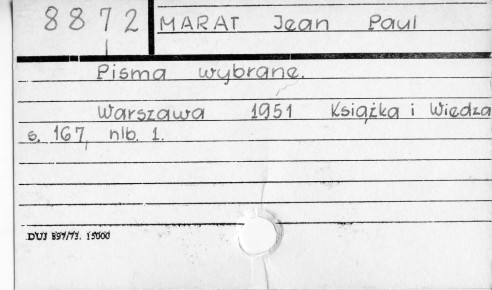 8872 MARAT Jean Paul
Pisma wybrane.
Warszawa 1951 Książka i Wiedza
s. 167, nlb. 1.
DUJ 897/73. 15000